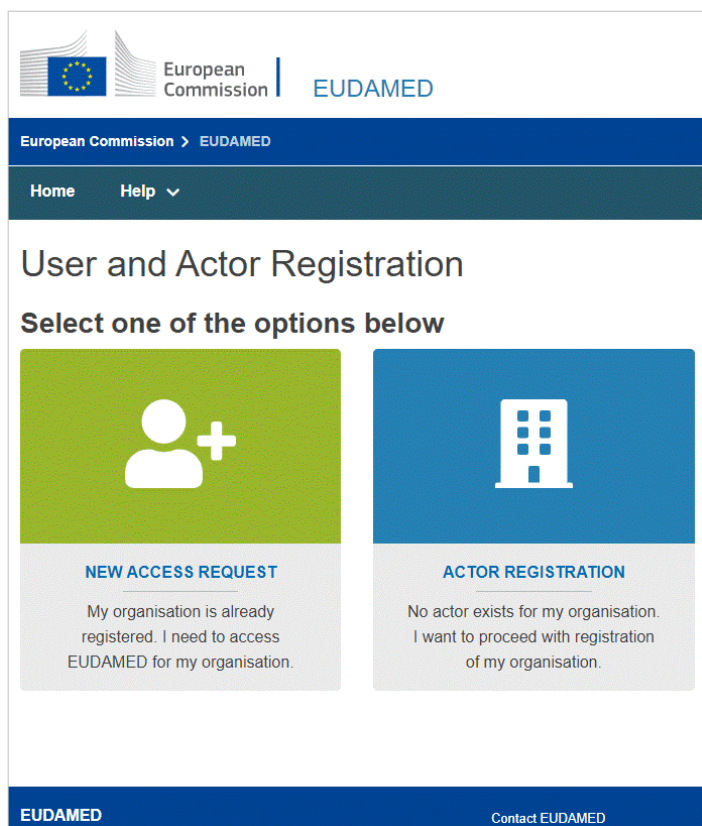 European
Commission
EUDAMED
European Commission > EUDAMED
Home Help
User and Actor Registration
Select one of the options below
NEW ACCESS REQUEST
My organisation is already
registered. I need to access
EUDAMED for my organisation.
ACTOR REGISTRATION
No actor exists for my organisation.
I want to proceed with registration
of my organisation.
EUDAMED
Contact EUDAMED